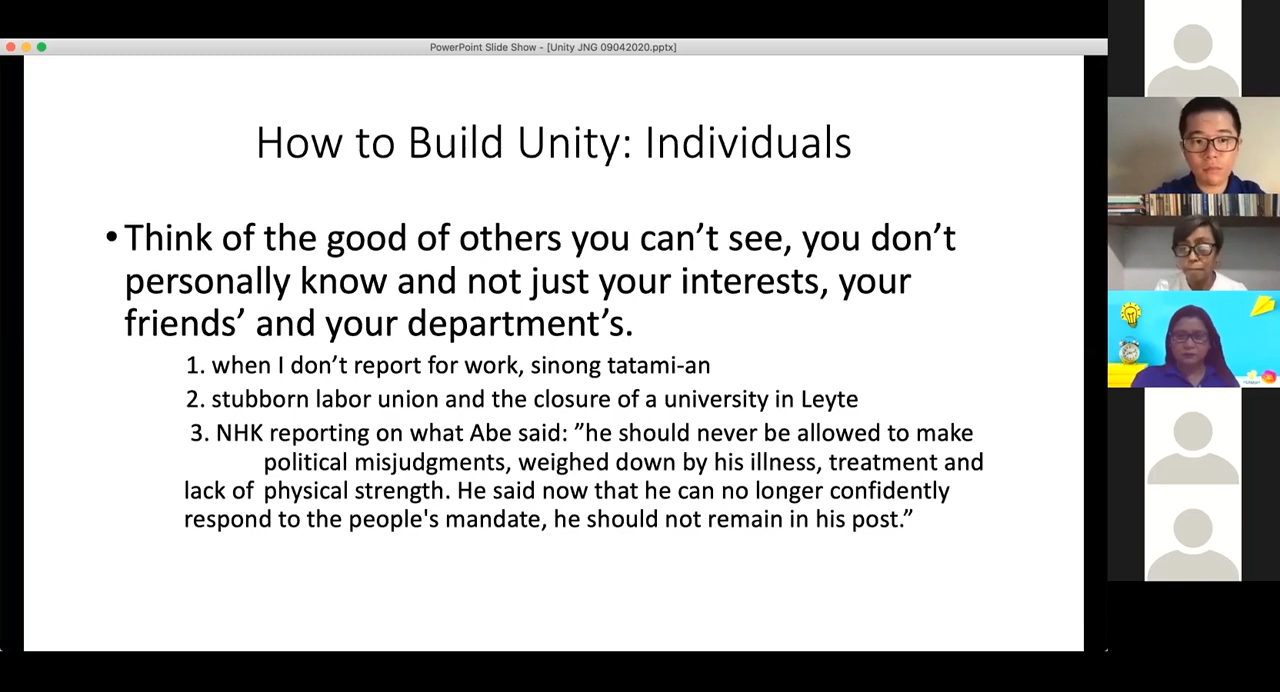 PowerPoint Slide Show - [Unity JNG 09042020.pptx]
How to Build Unity: Individuals
• Think of the good of others you can’t see, you don’t
personally know and not just your interests, your
friends’ and your department’s.
1. when I don’t report for work, sinong tatami-an
2. stubborn labor union and the closure of a university in Leyte
3. NHK reporting on what Abe said: ”he should never be allowed to make
political misjudgments, weighed down by his illness, treatment and
lack of physical strength. He said now that he can no longer confidently
respond to the people's mandate, he should not remain in his post.”